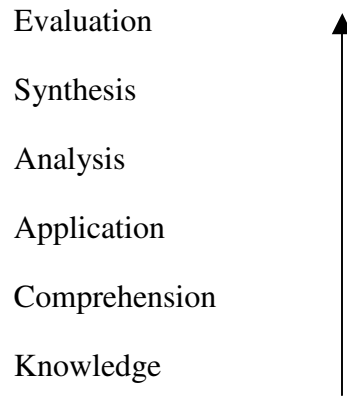 Evaluation
Synthesis
Analysis
Application
Comprehension
Knowledge